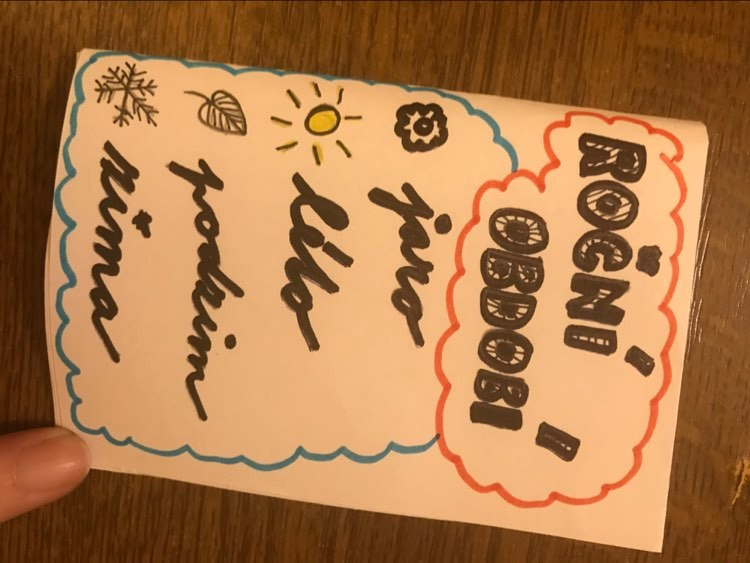 ROČNÍ
OBDOBÍ
jaro
léto
podzim
zima